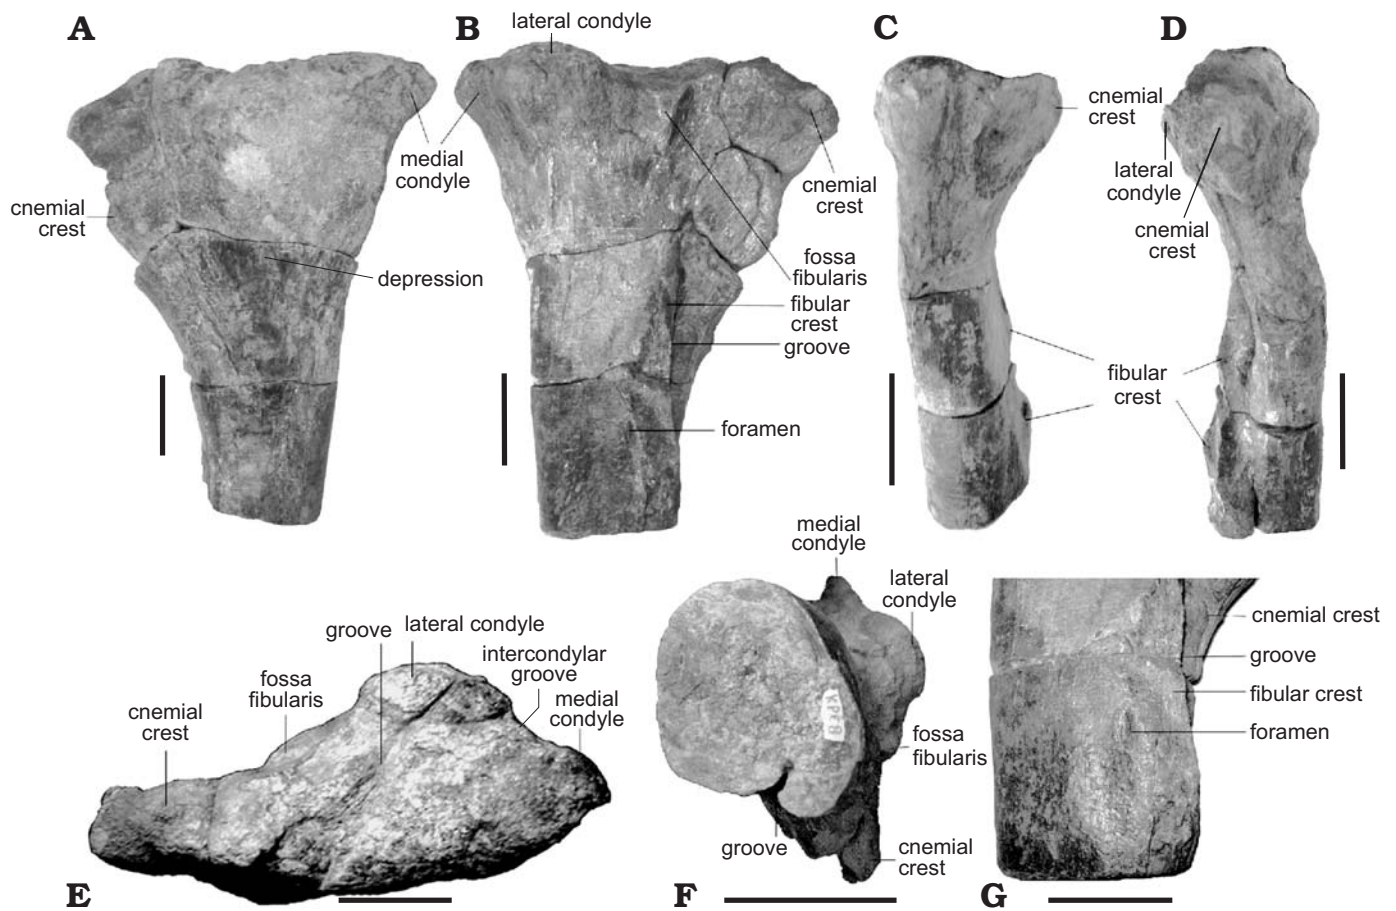 A
B
C
D
lateral condyle
medial
condyle
cnemial
crest
depression
cnemial
crest
fossa
fibularis
fibular
crest
groove
foramen
cnemial
crest
lateral
condyle
cnemial
crest
fibular
crest
groove
lateral condyle
intercondylar
groove
medial
condyle
fossa
fibularis
cnemial
crest
E
medial
condyle
lateral
condyle
fossa
fibularis
groove
cnemial
crest
F
cnemial crest
groove
fibular crest
foramen
G